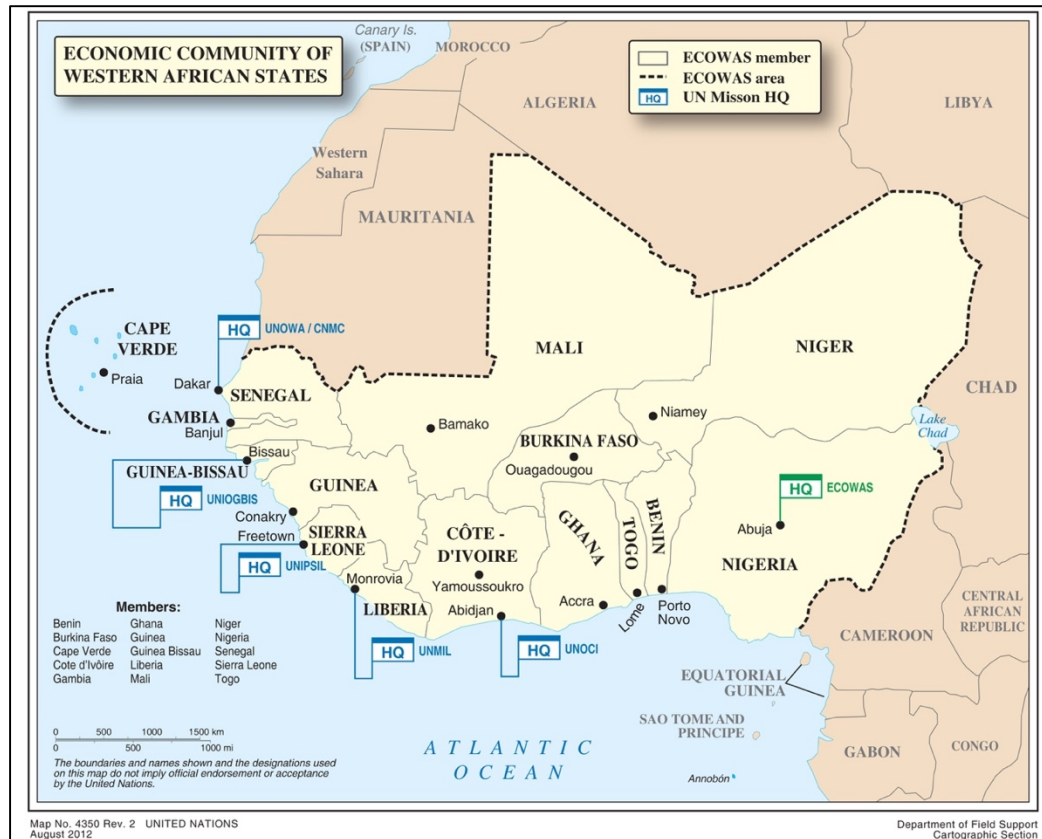 ECONOMIC COMMUNITY OF
WESTERN AFRICAN STATES
Canary Is.
(SPAIN)
MOROCCO
ECOWAS member
ECOWAS area
HQ UN Misson HQ
ALGERIA
LIBYA
Western
Sahara
MAURITANIA
CAPE
VERDE
Praia
HQ UNOWA / CNMC
MALI
NIGER
CHAD
Dakar
SENEGAL
GAMBIA
Banjul
Bamako
Niamey
Lake
Chad
BURKINA FASO
Ouagadougou
Bissau
GUINEA-BISSAU
HQ UNIOGBIS
GUINEA
Conakry
Freetown
SIERRA
LEONE
HQ UNIPSIL
CÔTE -
D'IVOIRE
Yamoussoukro
Abidjan
GHANA
TOGO
BENIN
HQ ECOWAS
Abuja
NIGERIA
Monrovia
LIBERIA
Accra
Lome
Porto
Novo
HQ UNMIL
HQ UNOCI
CENTRAL
AFRICAN
REPUBLIC
CAMEROON
EQUATORIAL
GUINEA
SAO TOME AND
PRINCIPE
GABON
CONGO
Annobón
ATLANTIC
OCEAN
Members:
Benin Ghana Niger
Burkina Faso Guinea Nigeria
Cape Verde Guinea Bissau Senegal
Cote d'Ivôire Liberia Sierra Leone
Gambia Mali Togo
0 500 1000 1500 km
0 500 1000 mi
The boundaries and names shown and the designations used
on this map do not imply official endorsement or acceptance
by the United Nations.
Map No. 4350 Rev. 2 UNITED NATIONS
August 2012
Department of Field Support
Cartographic Section